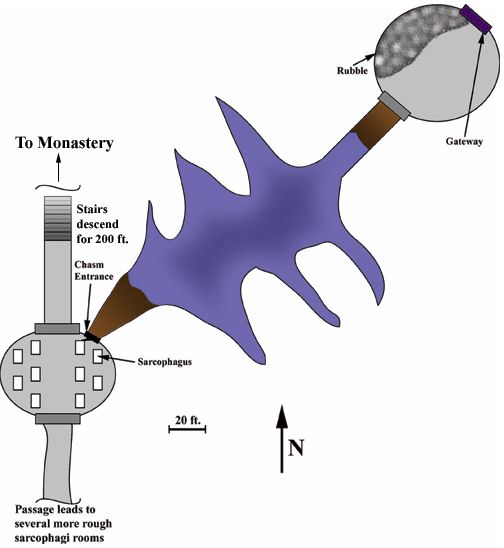 Rubble
Gateway
To Monastery
Stairs
descend
for 200 ft.
Chasm
Entrance
Sarcophagus
20 ft.
N
Passage leads to
several more rough
sarcophagi rooms